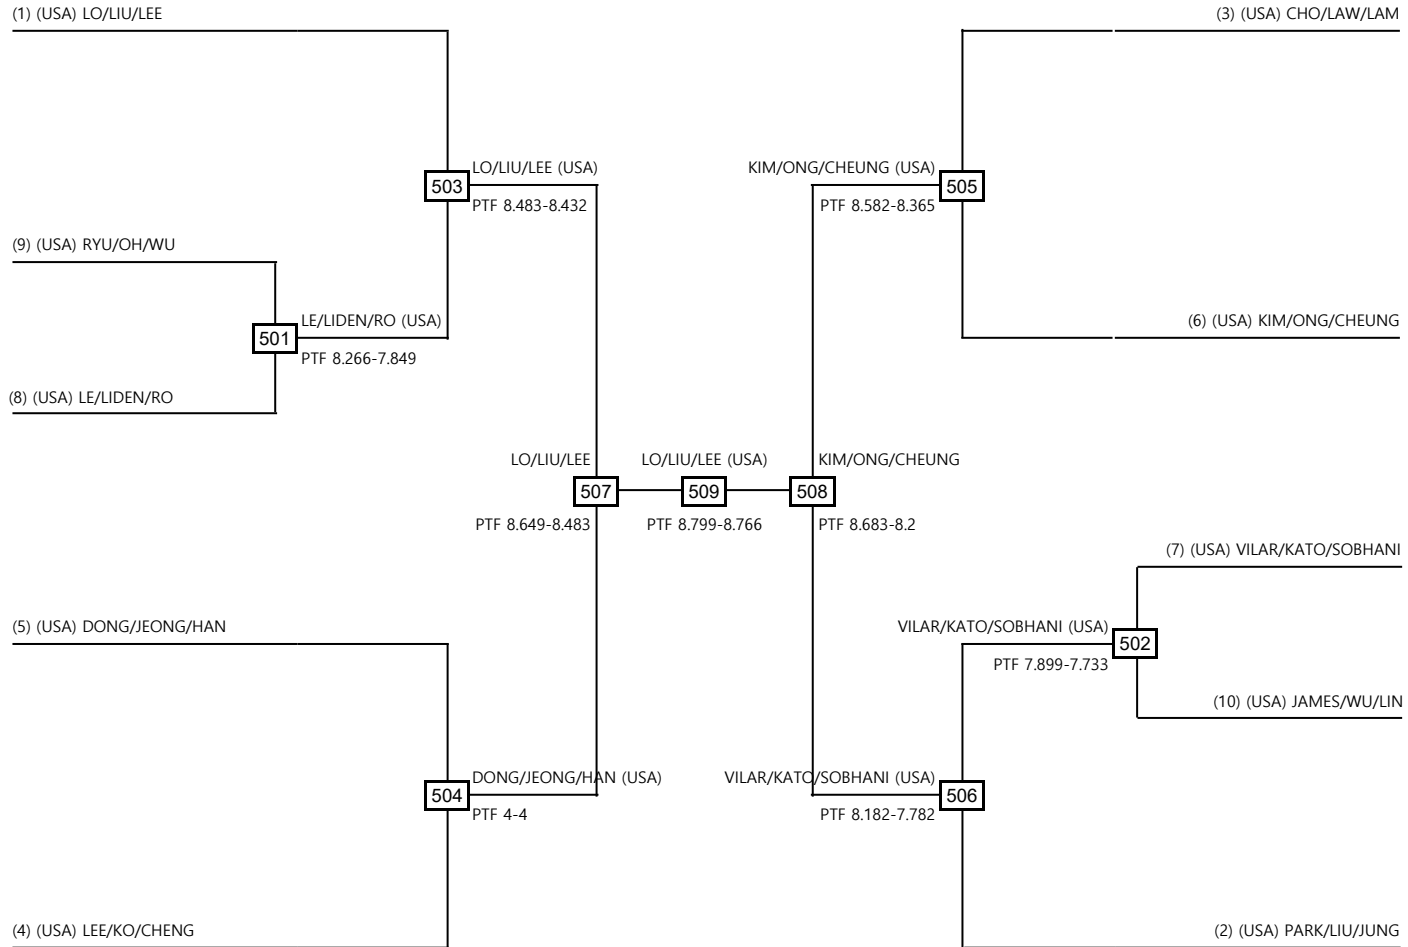 (1) (USA) LO/LIU/LEE
(3) (USA) CHO/LAW/LAM
LO/LIU/LEE (USA)
503
PTF 8.483-8.432
KIM/ONG/CHEUNG (USA)
505
PTF 8.582-8.365
(9) (USA) RYU/OH/WU
LE/LIDEN/RO (USA)
501
PTF 8.266-7.849
(6) (USA) KIM/ONG/CHEUNG
(8) (USA) LE/LIDEN/RO
LO/LIU/LEE
507
PTF 8.649-8.483
LO/LIU/LEE (USA)
509
PTF 8.799-8.766
KIM/ONG/CHEUNG
508
PTF 8.683-8.2
(7) (USA) VILAR/KATO/SOBHANI
(5) (USA) DONG/JEONG/HAN
VILAR/KATO/SOBHANI (USA)
502
PTF 7.899-7.733
(10) (USA) JAMES/WU/LIN
DONG/JEONG/HAN (USA)
504
PTF 4-4
VILAR/KATO/SOBHANI (USA)
506
PTF 8.182-7.782
(4) (USA) LEE/KO/CHENG
(2) (USA) PARK/LIU/JUNG